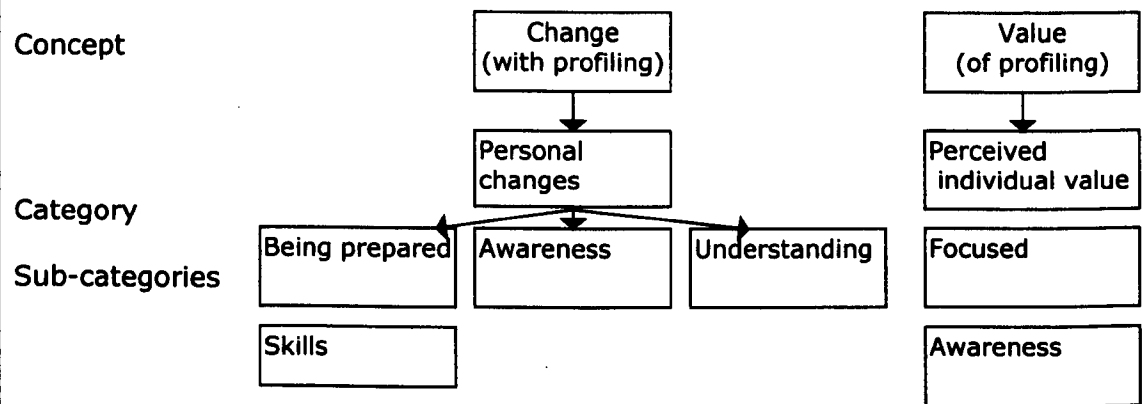 Concept
Change
(with profiling)
Value
(of profiling)
Personal
changes
Perceived
individual value
Category
Sub-categories
Being prepared
Awareness
Understanding
Focused
Skills
Awareness